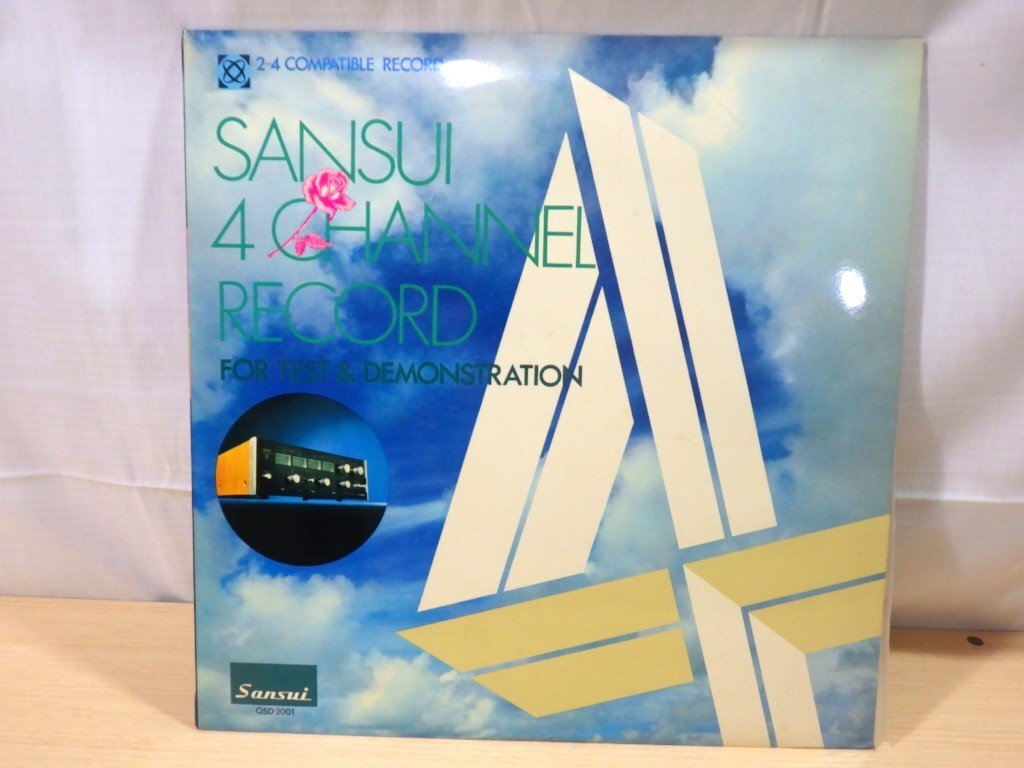 2-4 COMPATIBLE RECORD
SANSUI
4 CHANNEL
RECORD
FOR TEST & DEMONSTRATION
Sansui
QSD-2001